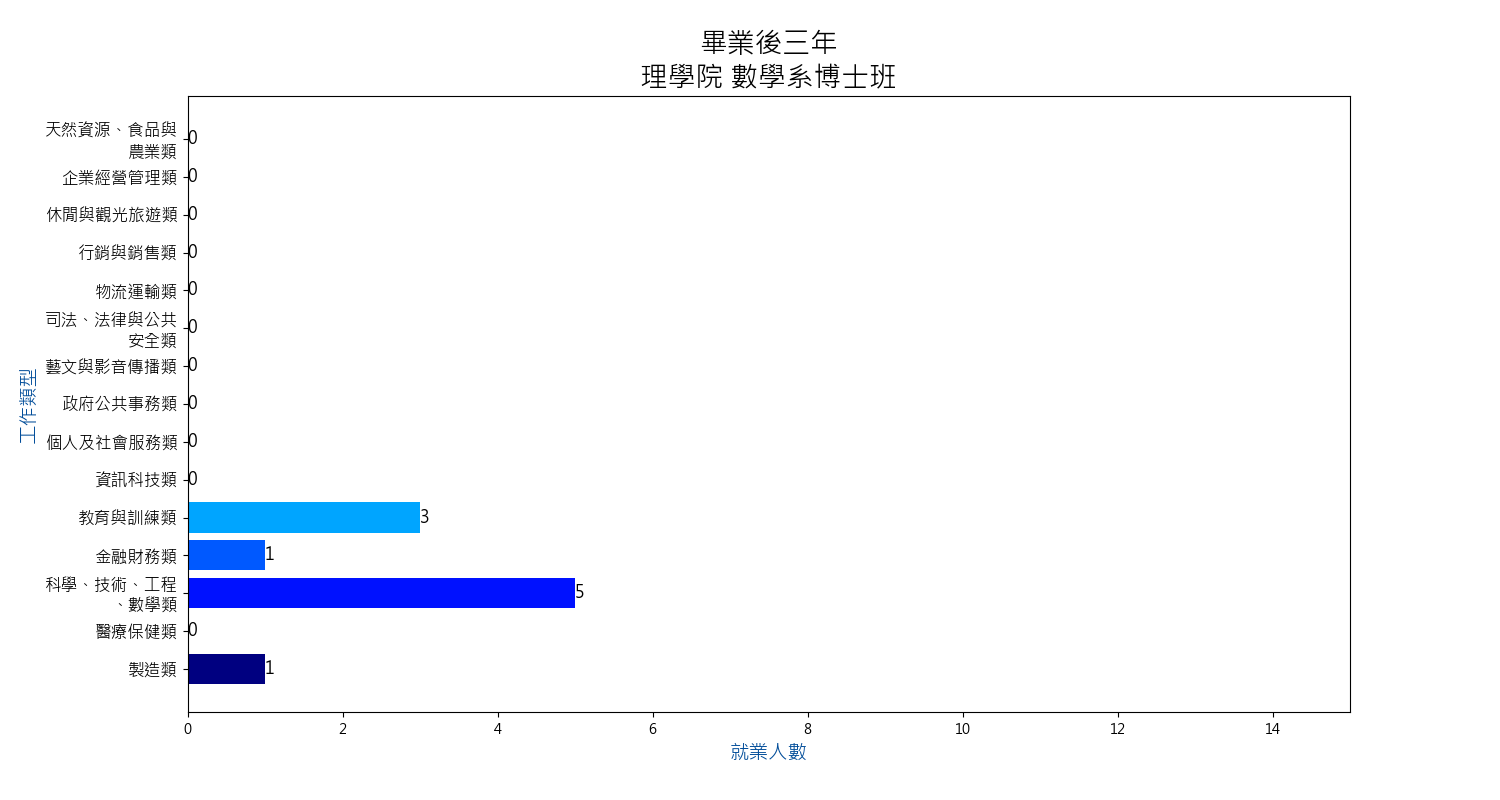 畢業後三年
理學院 數學系博士班
工作類型
天然資源、食品與
農業類
0
企業經營管理類
0
休閒與觀光旅遊類
0
行銷與銷售類
0
物流運輸類
0
司法、法律與公共
安全類
0
藝文與影音傳播類
0
政府公共事務類
0
個人及社會服務類
0
資訊科技類
0
教育與訓練類
3
金融財務類
1
科學、技術、工程
、數學類
5
醫療保健類
0
製造類
1
0 2 4 6 8 10 12 14
就業人數